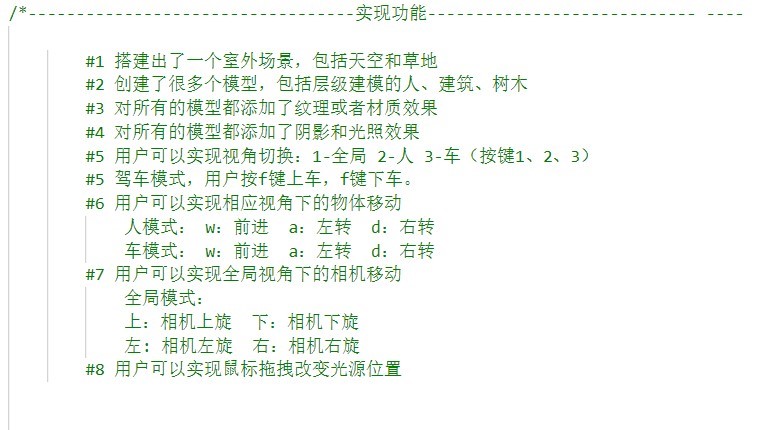 /*----------------------------------实现功能---------------------------- ----
#1 搭建出了一个室外场景，包括天空和草地
#2 创建了很多个模型，包括层级建模的人、建筑、树木
#3 对所有的模型都添加了纹理或者材质效果
#4 对所有的模型都添加了阴影和光照效果
#5 用户可以实现视角切换：1-全局 2-人 3-车（按键1、2、3）
#5 驾车模式，用户按f键上车，f键下车。
#6 用户可以实现相应视角下的物体移动
人模式： w：前进 a：左转 d：右转
车模式： w：前进 a：左转 d：右转
#7 用户可以实现全局视角下的相机移动
全局模式：
上：相机上旋 下：相机下旋
左：相机左旋 右：相机右旋
#8 用户可以实现鼠标拖拽改变光源位置